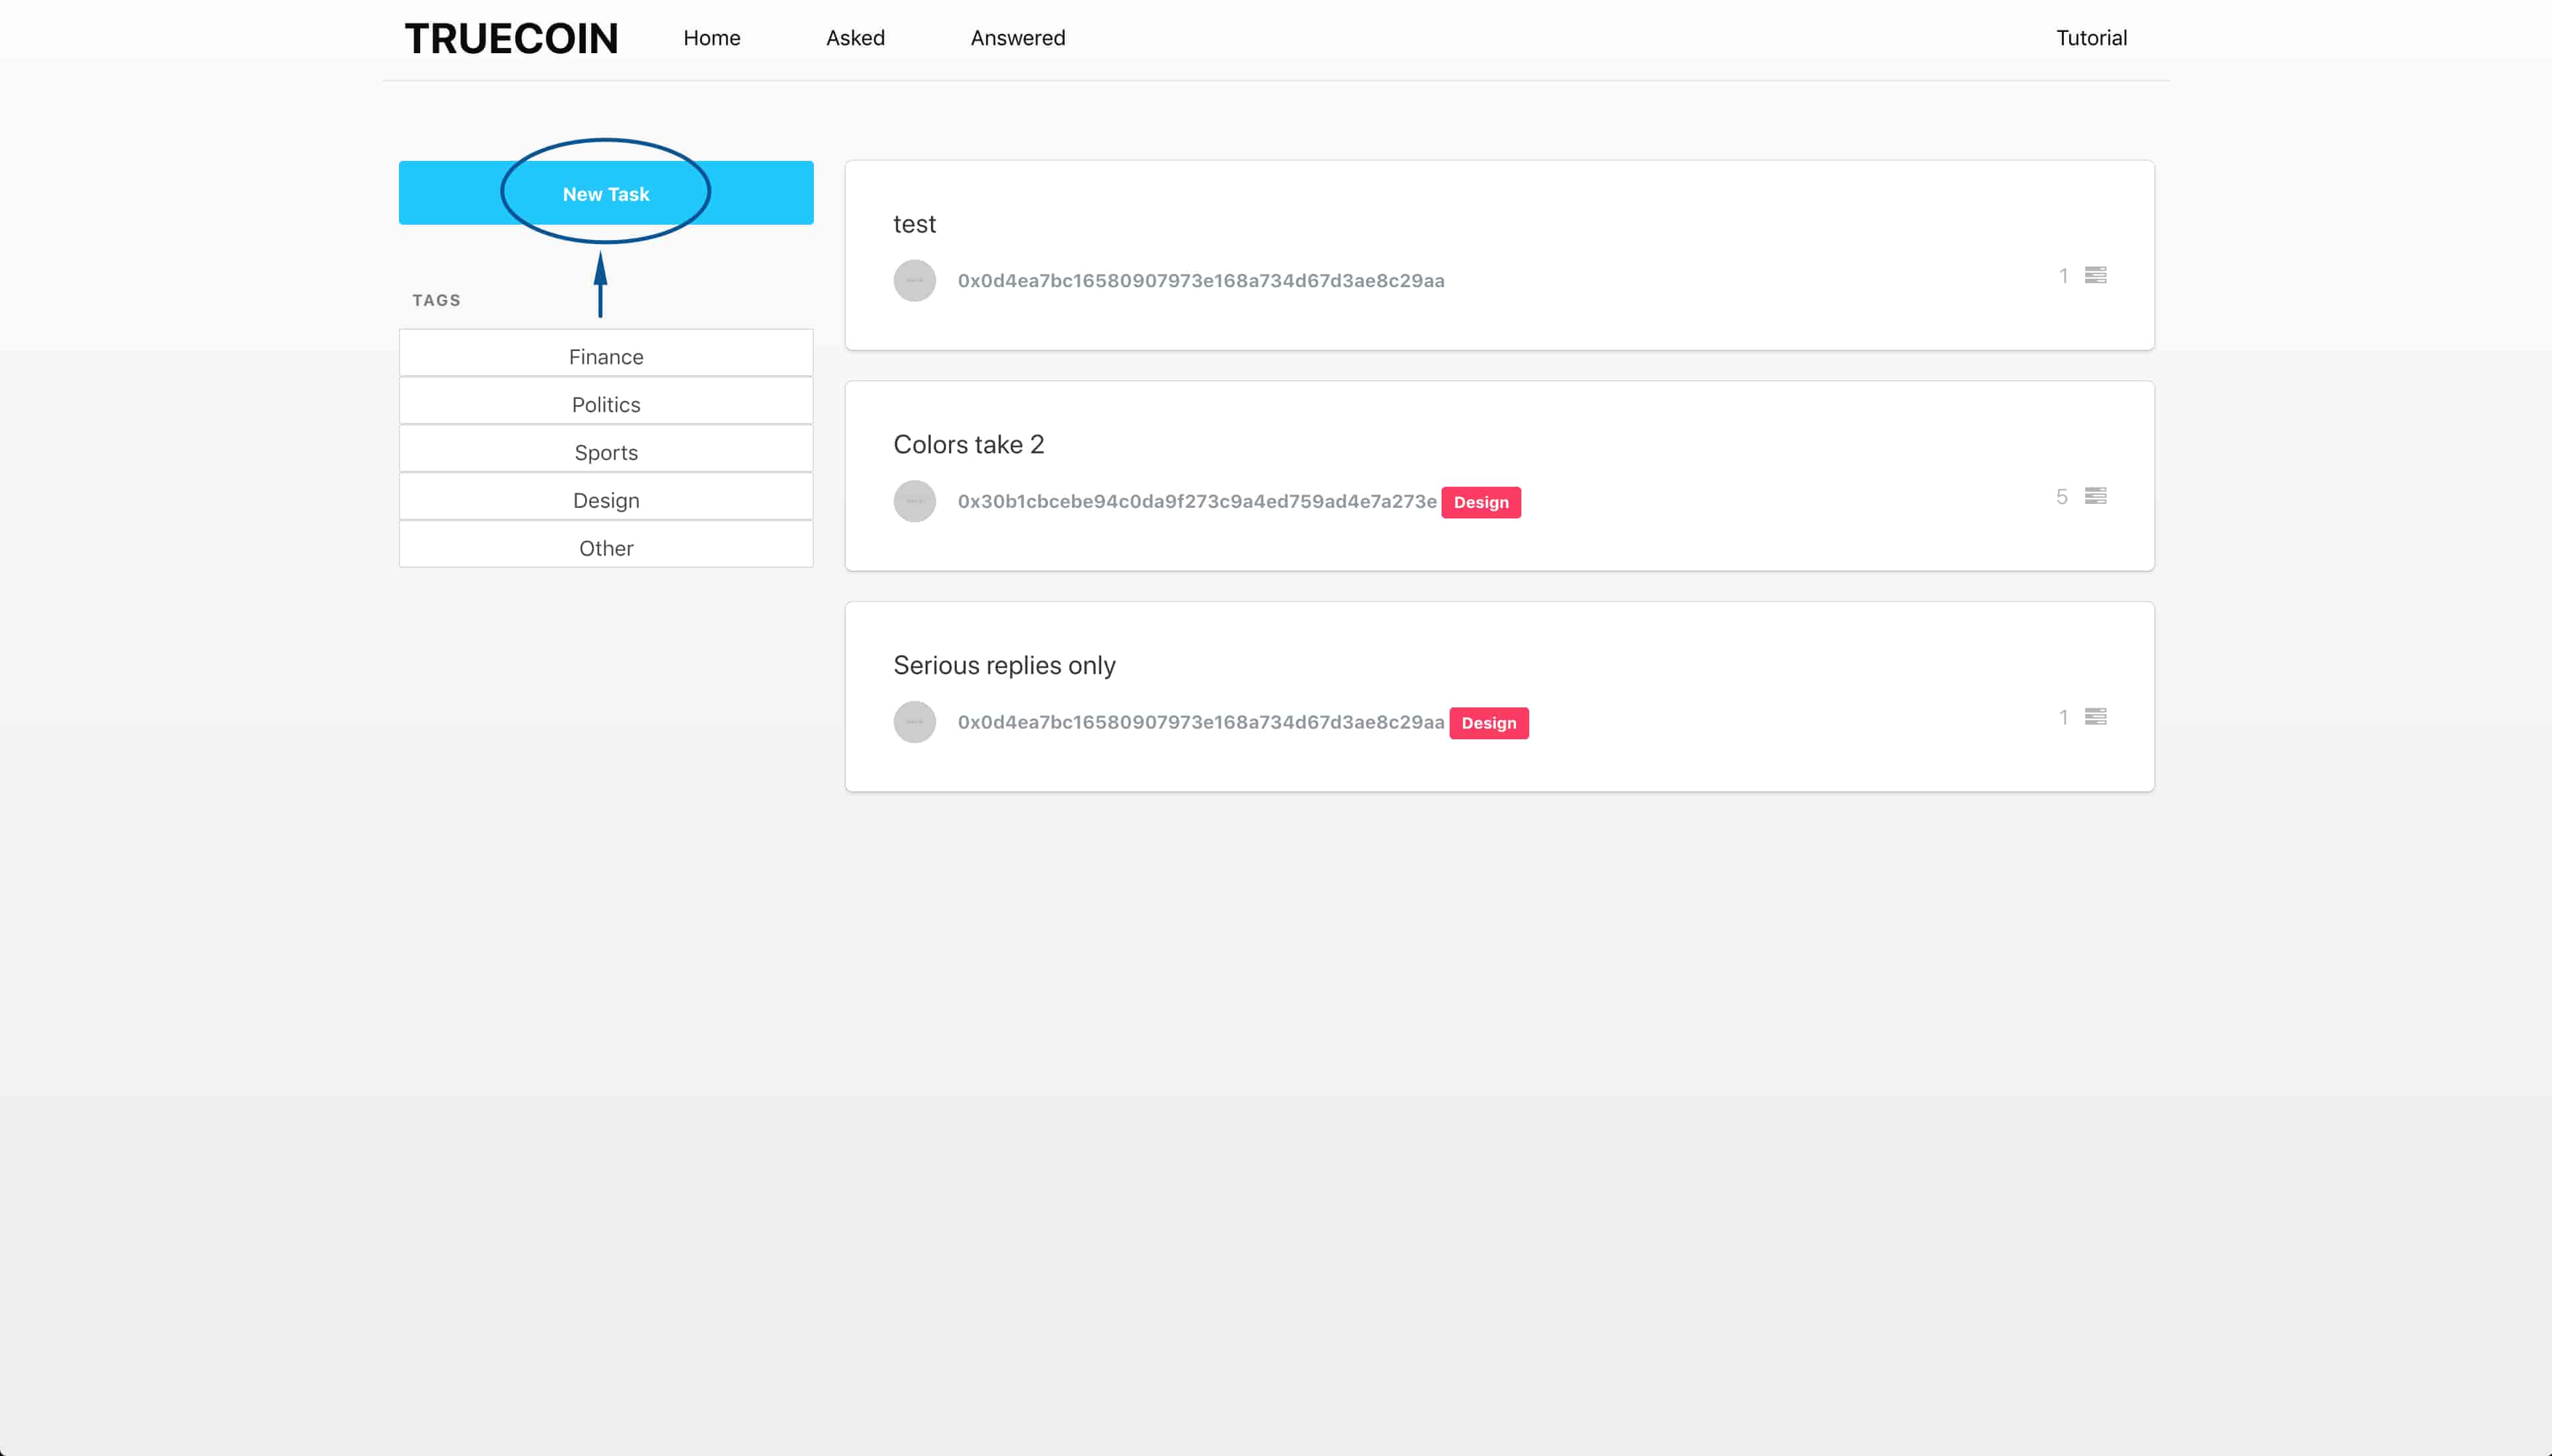 TRUECOIN Home Asked Answered Tutorial
New Task
TAGS
Finance
Politics
Sports
Design
Other
test
0x0d4ea7bc16580907973e168a734d67d3ae8c29aa 1
Colors take 2
0x30b1cbcebe94c0da9f273c9a4ed759ad4e7a273e Design 5
Serious replies only
0x0d4ea7bc16580907973e168a734d67d3ae8c29aa Design 1